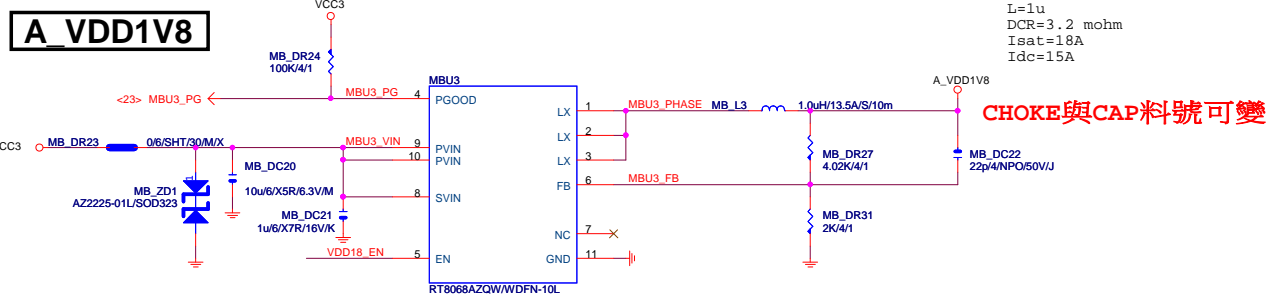 A_VDD1V8
VCC3
MB_DR24
100K/4/1
<23> MBU3_PG
MBU3_PG
MBU3
4
PGOOD
CC3
MB_DR23
0/6/SHT/30/M/X
MBU3_VIN
9
PVIN
10
PVIN
MB_DC20
10u/6/X5R/6.3V/M
1
MB_ZD1
AZ2225-01L/SOD323
8
SVIN
MB_DC21
1u/6/X7R/16V/K
VDD18_EN
5
EN
LX
1
LX
2
LX
3
FB
6
NC
7
GND
11
RT8068AZQW/WDFN-10L
MBU3_PHASE
MB_L3
1.0uH/13.5A/S/10m
MBU3_FB
MB_DR27
4.02K/4/1
MB_DR31
2K/4/1
A_VDD1V8
MB_DC22
22p/4/NPO/50V/J
L=1u
DCR=3.2 mohm
Isat=18A
Idc=15A
CHOKE與CAP料號可變